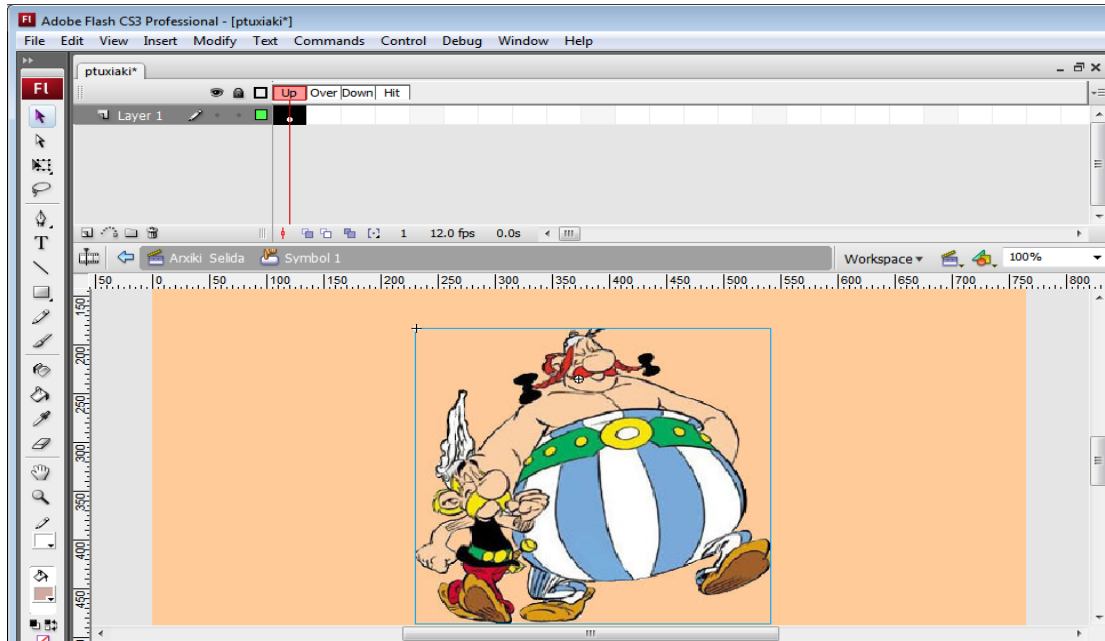 Fl Adobe Flash CS3 Professional - [ptuxiaki*]
File Edit View Insert Modify Text Commands Control Debug Window Help
ptuxiaki*
Fl
Up Over Down Hit
Layer 1
T
1 12.0 fps 0.0s
Arxiki Selida Symbol 1 Workspace 100%
50 0 50 100 150 200 250 300 350 400 450 500 550 600 650 700 750 800
150
200
250
300
350
400
450